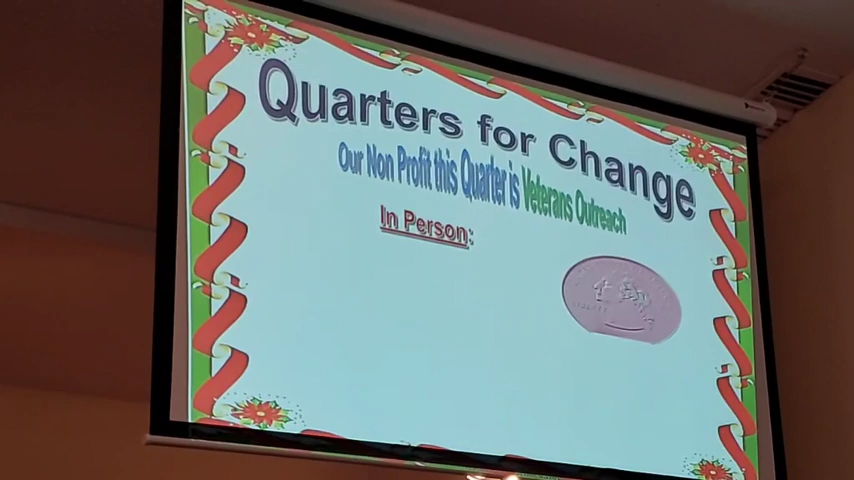 Quarters for Change
Our Non Profit this Quarter is Veterans Outreach
In Person: